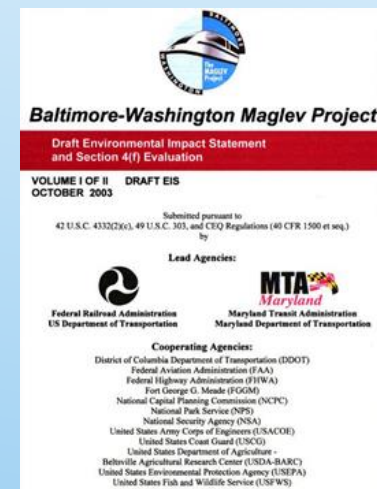 BALTIMORE
WASHINGTON
The
MAGLEV
Project
Baltimore-Washington Maglev Project
Draft Environmental Impact Statement
and Section 4(f) Evaluation
VOLUME I OF II DRAFT EIS
OCTOBER 2003
Submitted pursuant to
42 U.S.C. 4332(2)(c), 49 U.S.C. 303, and CEQ Regulations (40 CFR 1500 et seq.)
by
Lead Agencies:
MTA
Maryland
Federal Railroad Administration Maryland Transit Administration
US Department of Transportation Maryland Department of Transportation
Cooperating Agencies:
District of Columbia Department of Transportation (DDOT)
Federal Aviation Administration (FAA)
Federal Highway Administration (FHWA)
Fort George G. Meade (FGGM)
National Capital Planning Commission (NCPC)
National Park Service (NPS)
National Security Agency (NSA)
United States Army Corps of Engineers (USACOE)
United States Coast Guard (USCG)
United States Department of Agriculture -
Beltsville Agricultural Research Center (USDA-BARC)
United States Environmental Protection Agency (USEPA)
United States Fish and Wildlife Service (USFWS)